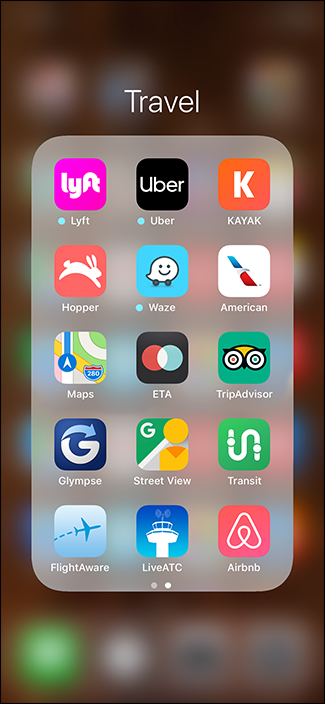 Travel
lyft
Uber
K
Lyft
Uber
KAYAK
Hopper
Waze
American
280
Maps
ETA
TripAdvisor
G
G
Glympse
Street View
Transit
FlightAware
LiveATC
Airbnb